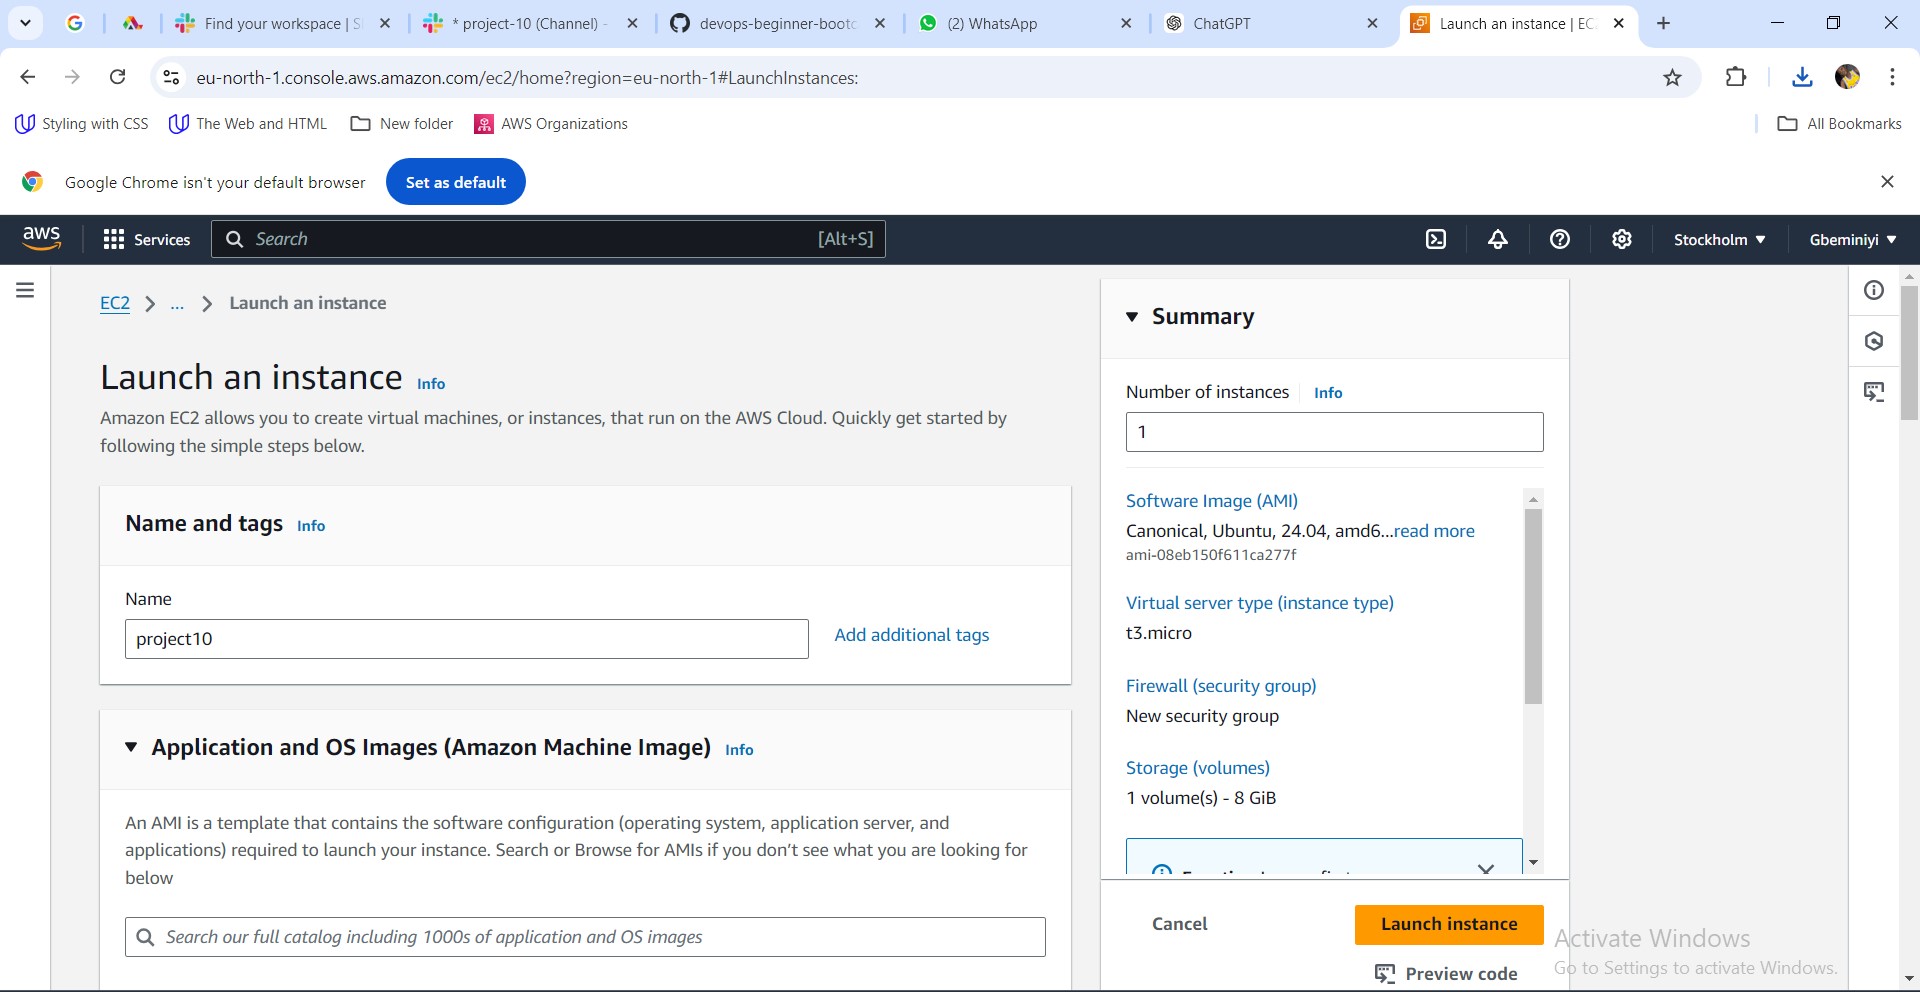 Find your workspace | S
* project-10 (Channel) -
devops-beginner-bootc
(2) WhatsApp
ChatGPT
Launch an instance | EC
eu-north-1.console.aws.amazon.com/ec2/home?region=eu-north-1#LaunchInstances:
Styling with CSS
The Web and HTML
New folder
AWS Organizations
All Bookmarks
Google Chrome isn't your default browser
Set as default
aws
Services
Search
[Alt+S]
Stockholm
Gbeminiyi
EC2
...
Launch an instance
Launch an instance Info
Amazon EC2 allows you to create virtual machines, or instances, that run on the AWS Cloud. Quickly get started by
following the simple steps below.
Name and tags Info
Name
project10
Add additional tags
Application and OS Images (Amazon Machine Image) Info
An AMI is a template that contains the software configuration (operating system, application server, and
applications) required to launch your instance. Search or Browse for AMIs if you don’t see what you are looking for
below
Search our full catalog including 1000s of application and OS images
Summary
Number of instances Info
1
Software Image (AMI)
Canonical, Ubuntu, 24.04, amd6...read more
ami-08eb150f611ca277f
Virtual server type (instance type)
t3.micro
Firewall (security group)
New security group
Storage (volumes)
1 volume(s) - 8 GiB
Cancel
Launch instance
Preview code
Activate Windows
Go to Settings to activate Windows.